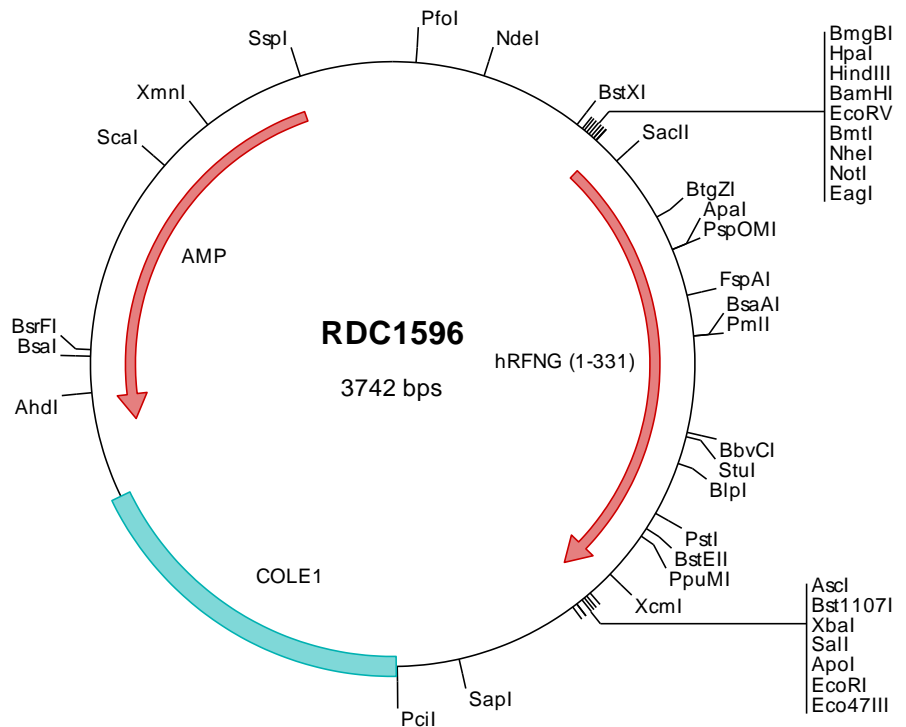 PfoI
SspI
NdeI
BmgBI
HpaI
HindIII
BamHI
EcoRV
BmtI
NheI
NotI
EagI
XmnI
BstXI
ScaI
SacII
BtgZI
ApaI
PspOMI
AMP
FspAI
BsaAI
PmlI
BsrFI
BsaI
AhdI
RDC1596
3742 bps
hRFNG (1-331)
BbvCI
StuI
BlpI
PstI
BstEII
PpuMI
XcmI
COLE1
AscI
Bst1107I
XbaI
SalI
ApoI
EcoRI
Eco47III
SapI
PciI